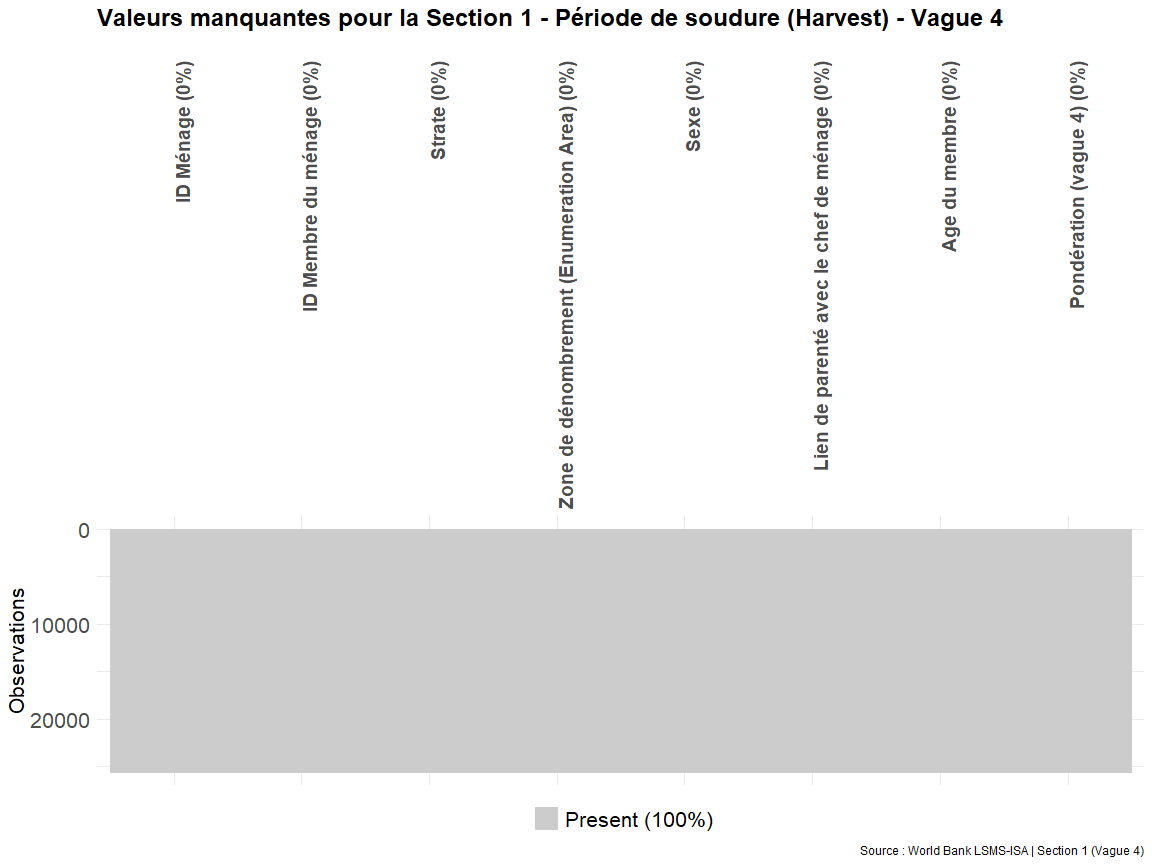 Valeurs manquantes pour la Section 1 - Période de soudure (Harvest) - Vague 4
ID Ménage (0%)
ID Membre du ménage (0%)
Strate (0%)
Zone de dénombrement (Enumeration Area) (0%)
Sexe (0%)
Lien de parenté avec le chef de ménage (0%)
Age du membre (0%)
Pondération (vague 4) (0%)
0
10000
20000
Observations
Present (100%)
Source : World Bank LSMS-ISA | Section 1 (Vague 4)